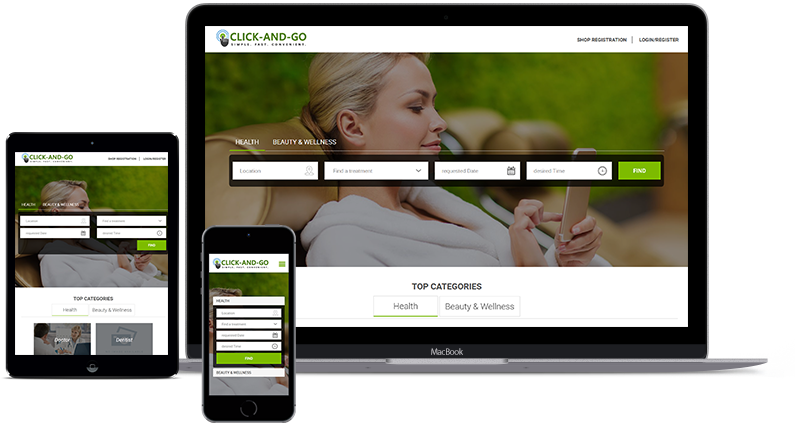 CLICK-AND-GO
SIMPLE. FAST. CONVENIENT.
SHOP REGISTRATION | LOGIN/REGISTER
HEALTH BEAUTY & WELLNESS
Location Find a treatment requested Date desired Time FIND
TOP CATEGORIES
Health Beauty & Wellness
MacBook
CLICK-AND-GO
SIMPLE. FAST. CONVENIENT.
SHOP REGISTRATION | LOGIN/REGISTER
HEALTH BEAUTY & WELLNESS
Location Find a treatment
requested Date desired Time
FIND
TOP CATEGORIES
Health Beauty & Wellness
Doctor Dentist
CLICK-AND-GO
SIMPLE. FAST. CONVENIENT.
HEALTH
Location
Find a treatment
requested Date
desired Time
FIND
BEAUTY & WELLNESS